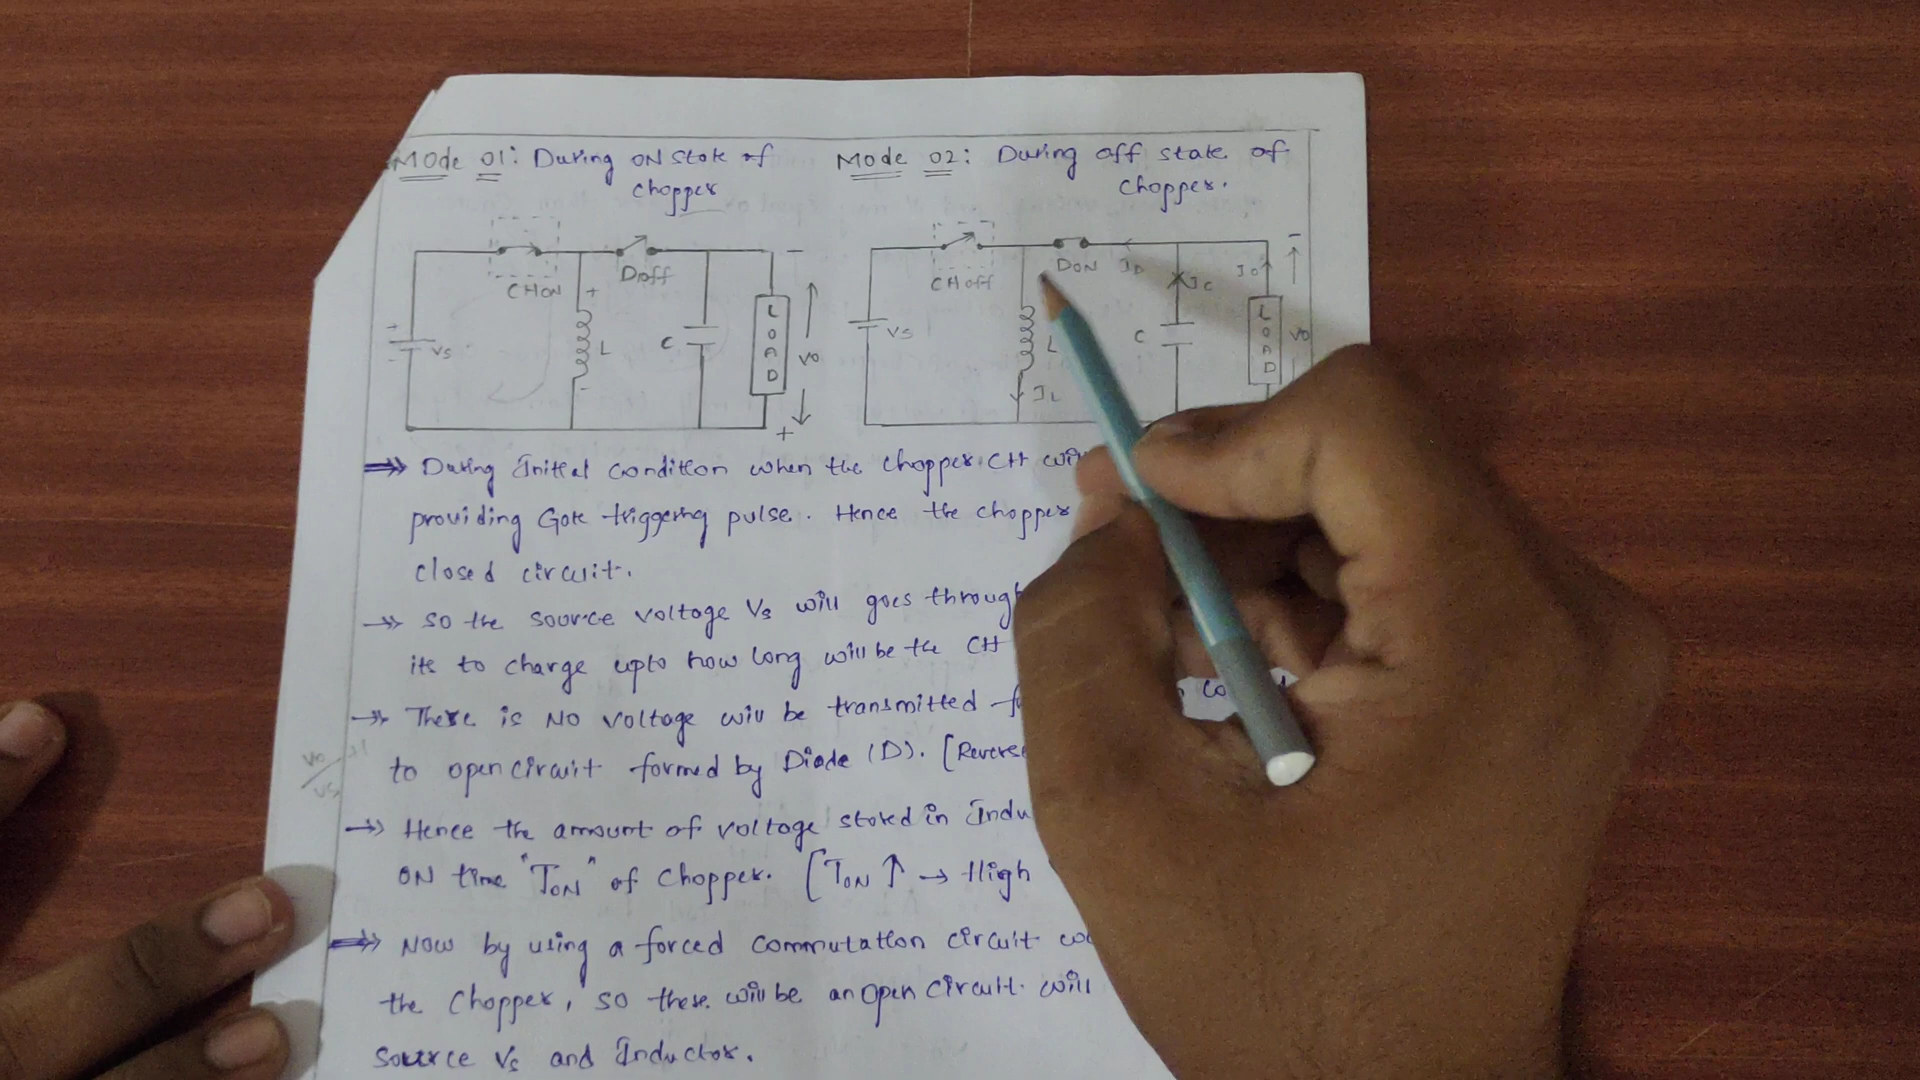 Mode 01: During ON State of
chopper
Mode 02: During off state of
chopper.
CHON
Doff
+
-
+
-
Vs
L
C
LOAD
-
Vo
+
CHoff
DON
ID
IC
IO
-
Vs
L
IL
C
LOAD
Vo
⇒ During Initial condition when the chopper CH
providing Gate triggering pulse. Hence the chopper
closed circuit.
→ so the source voltage Vs will goes through
its to charge upto how long will be the CH
→ There is NO voltage will be transmitted
to open circuit formed by Diode (D). [Reverse
Vo
Vs
→ Hence the amount of voltage stored in
ON time "TON" of chopper. [TON ↑ → High
⇒ Now by using a forced commutation circuit
the chopper, so there will be an open circuit. will
source Vs and Inductor.